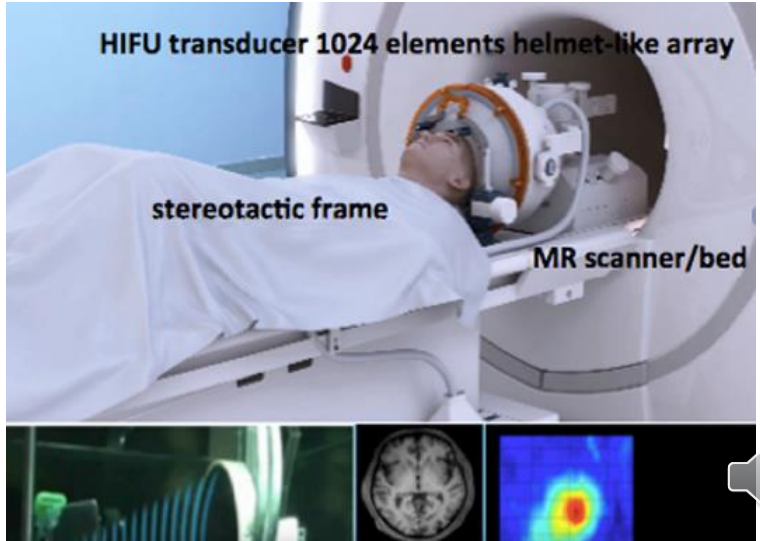 HIFU transducer 1024 elements helmet-like array
stereotactic frame
MR scanner/bed